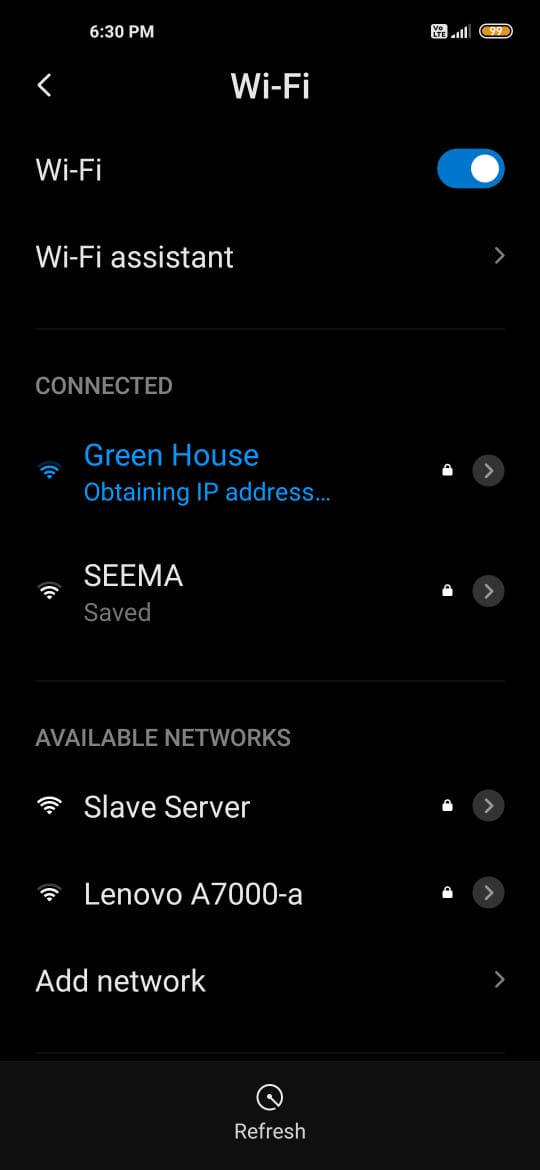 6:30 PM
Vo LTE
99
Wi-Fi
Wi-Fi
Wi-Fi assistant
CONNECTED
Green House
Obtaining IP address...
SEEMA
Saved
AVAILABLE NETWORKS
Slave Server
Lenovo A7000-a
Add network
Refresh